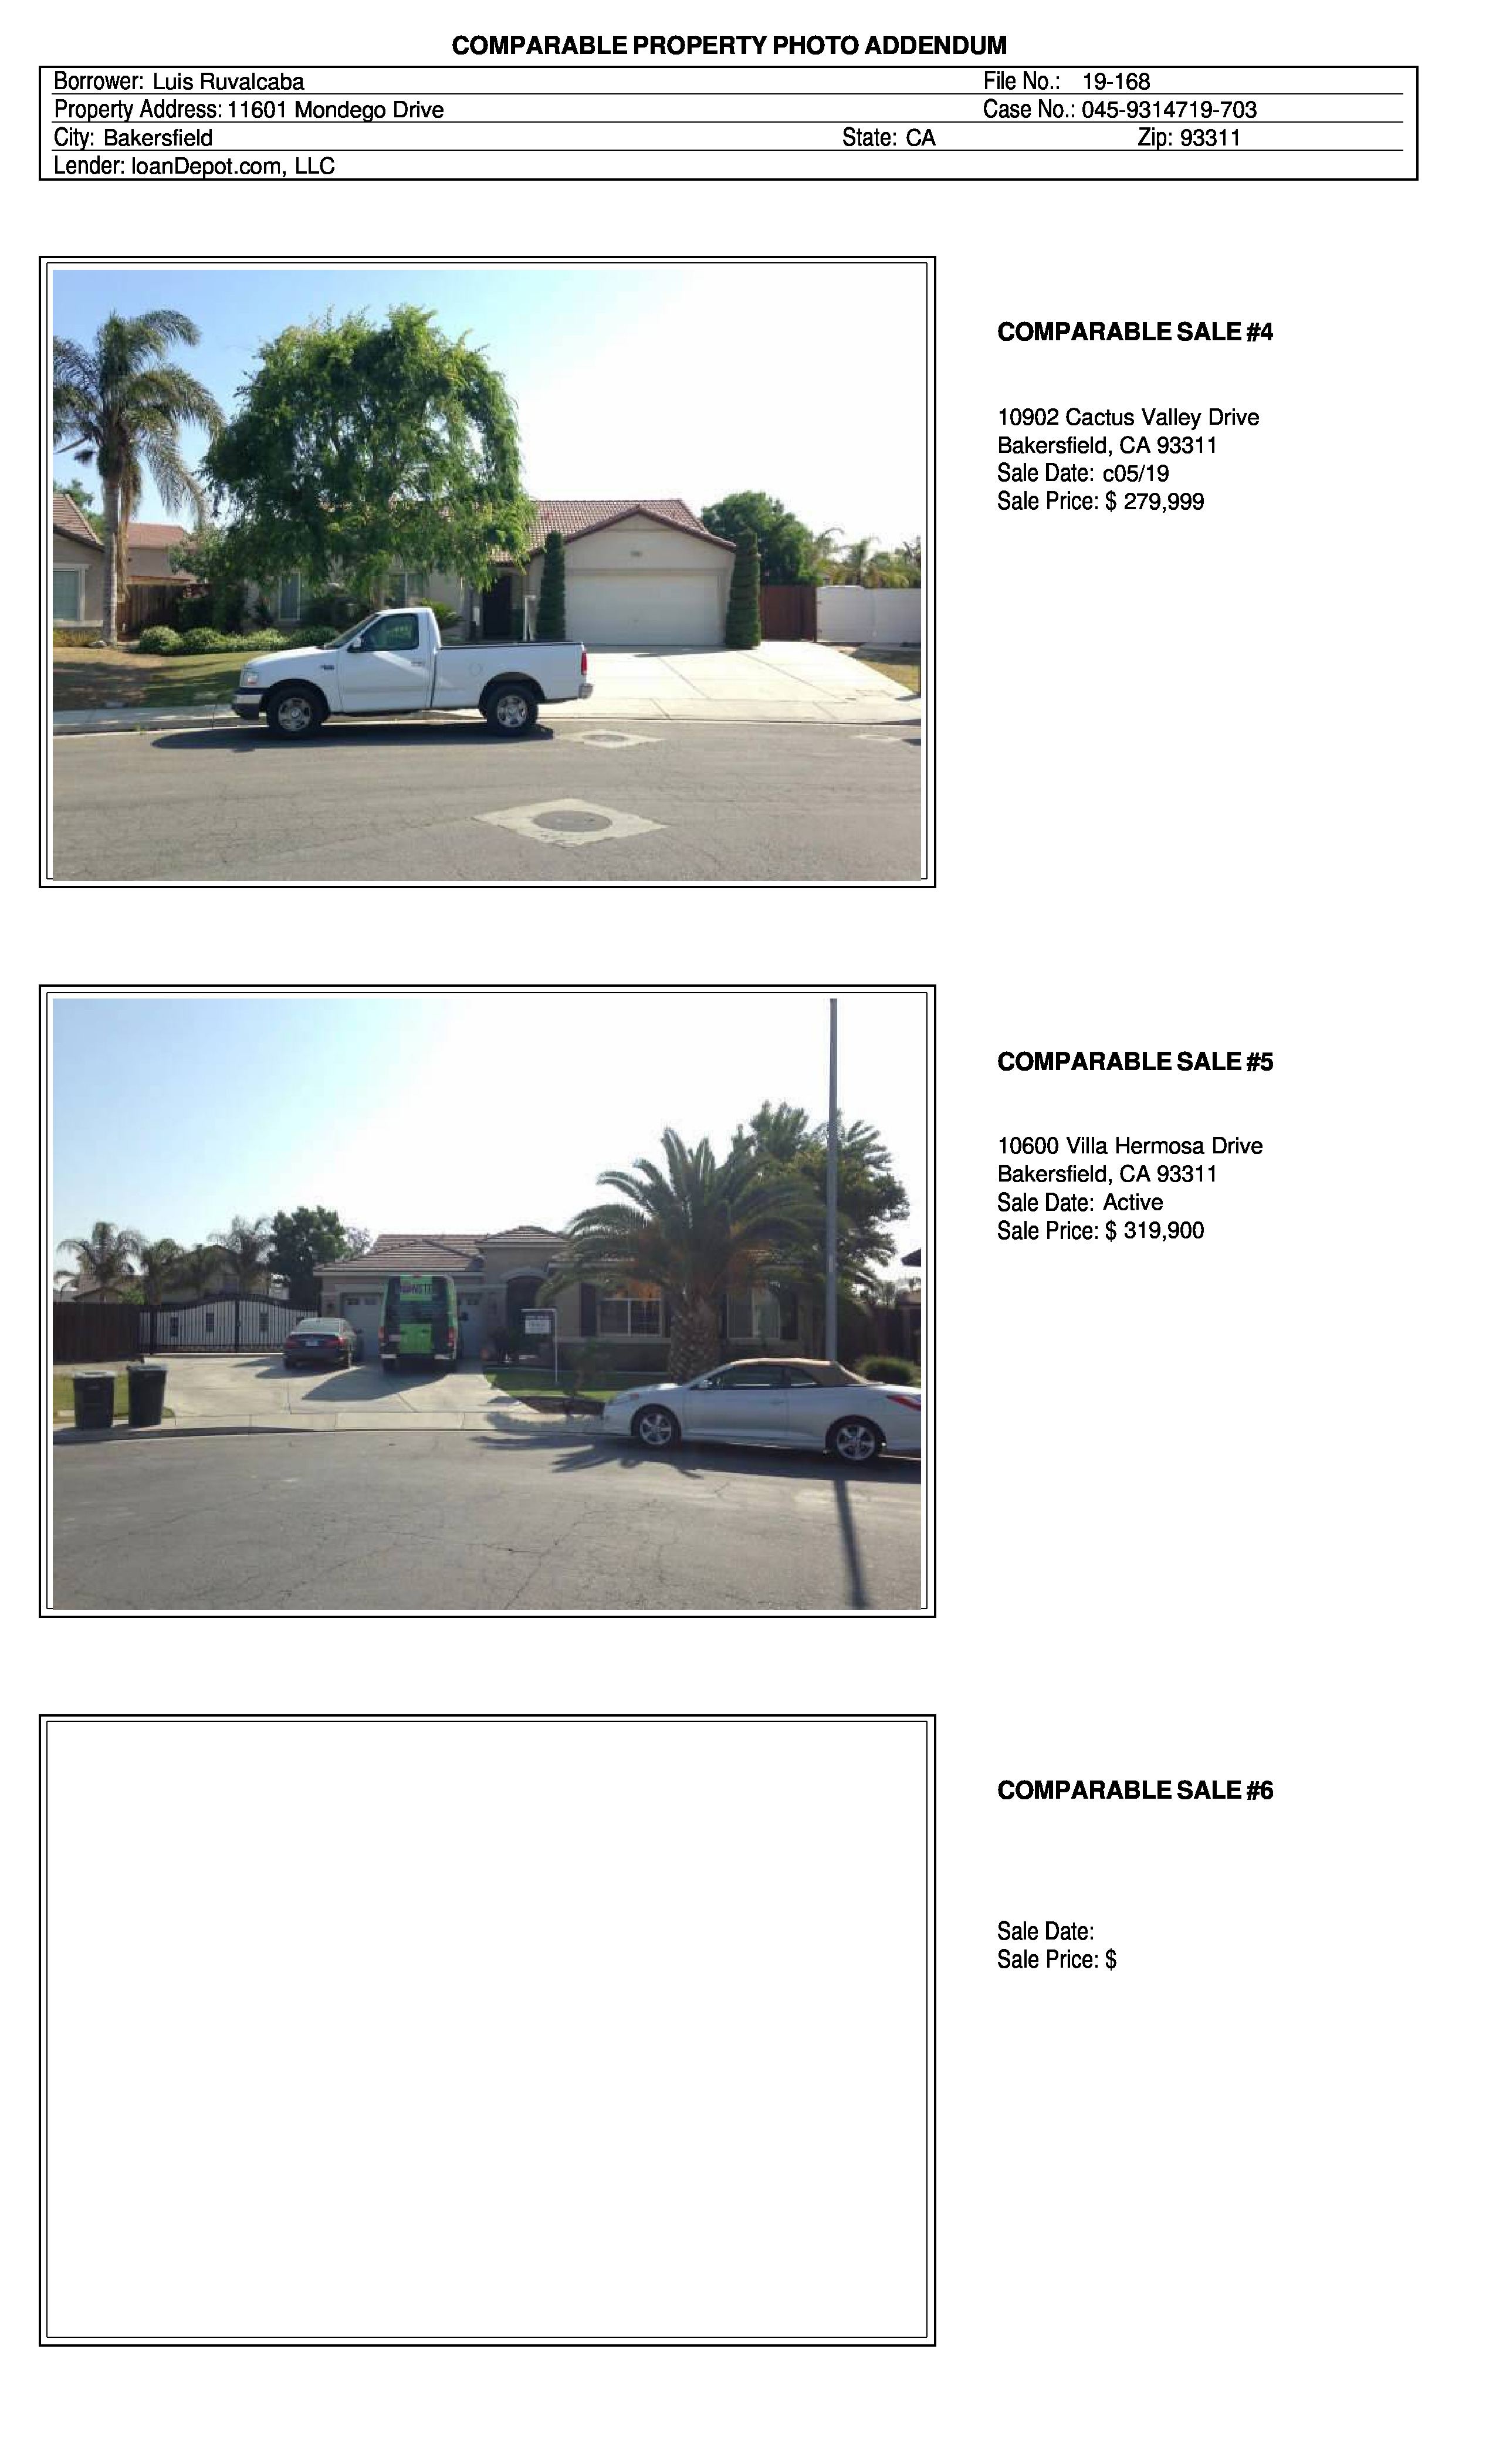 COMPARABLE PROPERTY PHOTO ADDENDUM
Borrower: Luis Ruvalcaba File No.: 19-168
Property Address: 11601 Mondego Drive Case No.: 045-9314719-703
City: Bakersfield State: CA Zip: 93311
Lender: loanDepot.com, LLC
COMPARABLE SALE #4
10902 Cactus Valley Drive
Bakersfield, CA 93311
Sale Date: c05/19
Sale Price: $ 279,999
COMPARABLE SALE #5
10600 Villa Hermosa Drive
Bakersfield, CA 93311
Sale Date: Active
Sale Price: $ 319,900
COMPARABLE SALE #6
Sale Date:
Sale Price: $